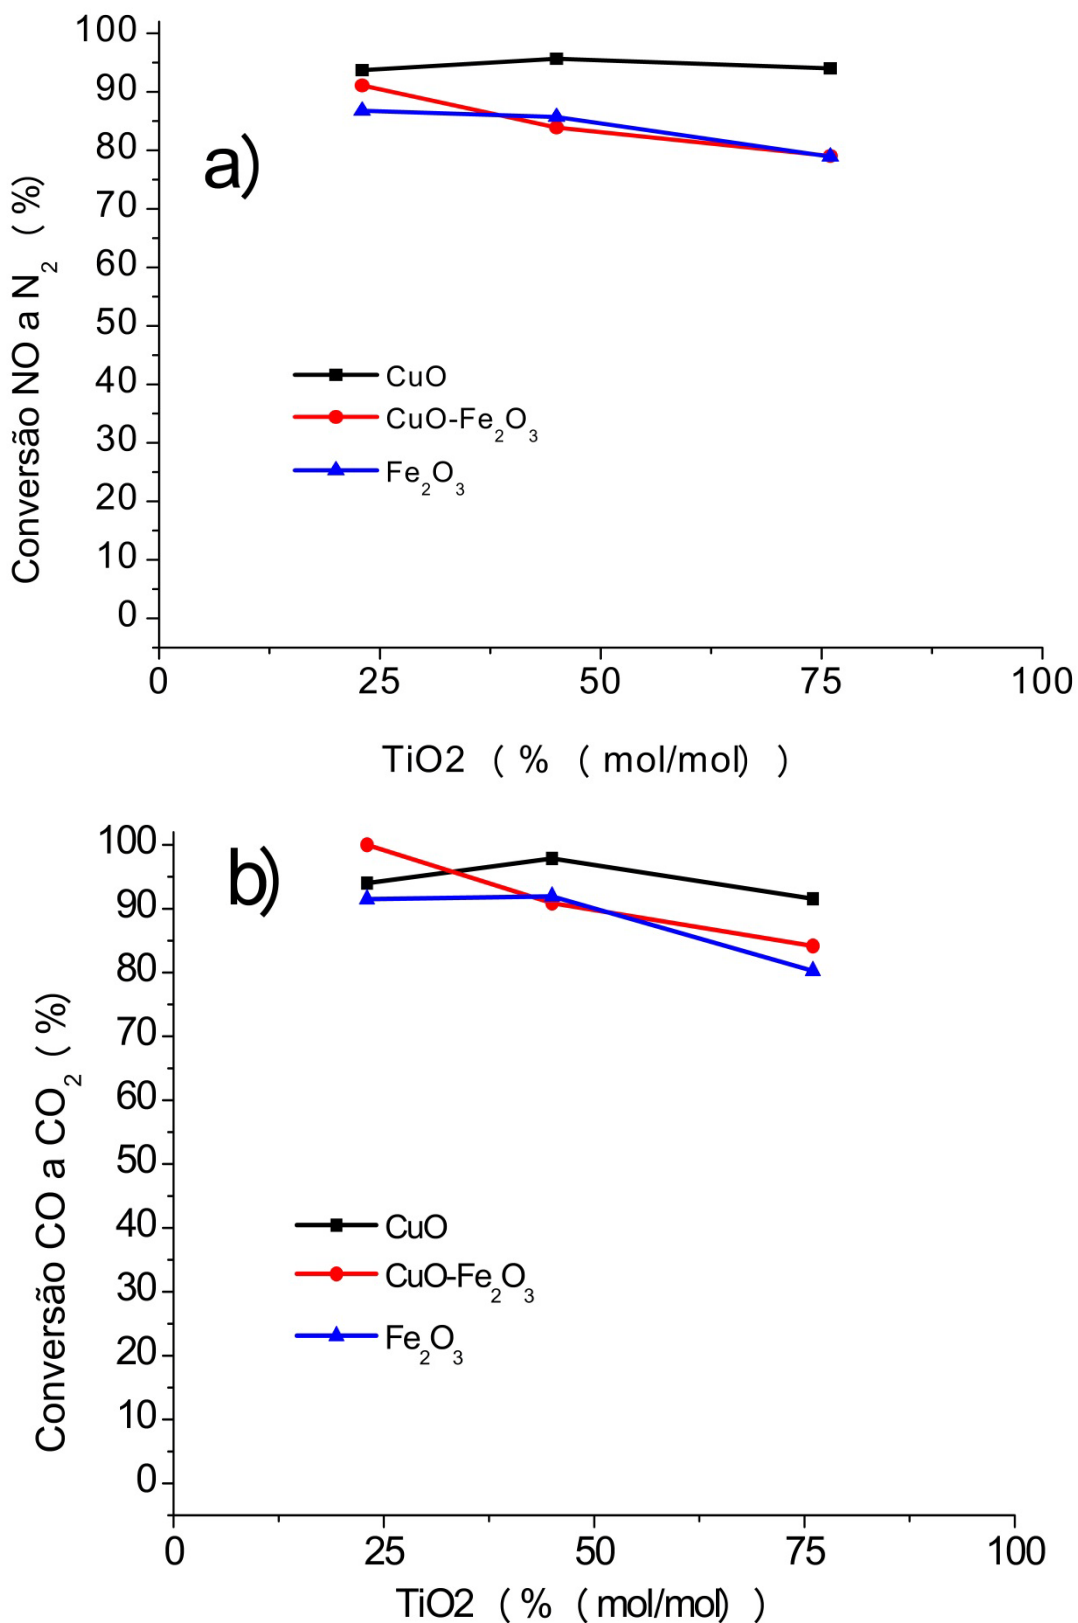 100
90
80
70
60
50
40
30
20
10
0
Conversão NO a N2 ( %)
a)
CuO
CuO-Fe2O3
Fe2O3
0 25 50 75 100
TiO2 ( % ( mol/mol) )
100
90
80
70
60
50
40
30
20
10
0
Conversão CO a CO2 ( %)
b)
CuO
CuO-Fe2O3
Fe2O3
0 25 50 75 100
TiO2 ( % ( mol/mol) )